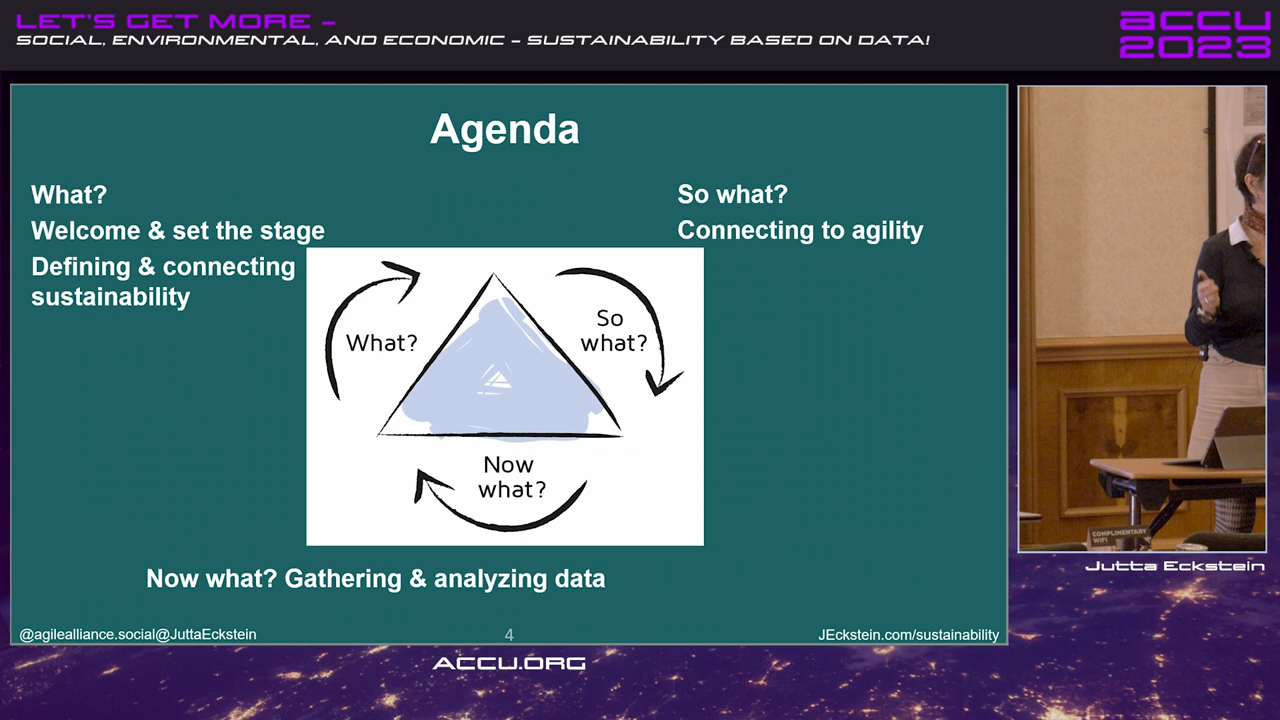 LET'S GET MORE –
SOCIAL, ENVIRONMENTAL, AND ECONOMIC – SUSTAINABILITY BASED ON DATA!
accu
2023
Agenda
What?
Welcome & set the stage
Defining & connecting
sustainability
So what?
Connecting to agility
What?
So
what?
Now
what?
Now what? Gathering & analyzing data
@agilealliance.social@JuttaEckstein
4
JEckstein.com/sustainability
COMPLIMENTARY
WiFi
Jutta Eckstein
ACCU.ORG